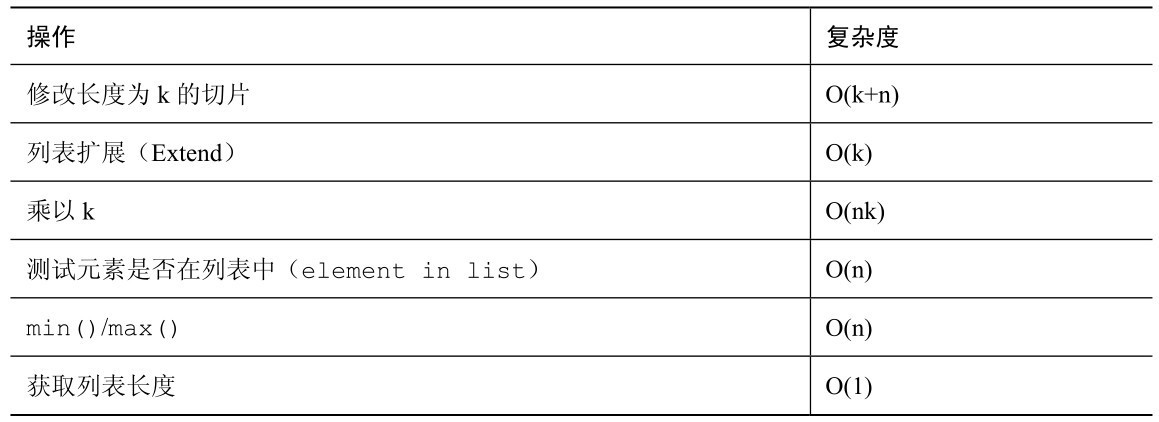 操作 复杂度
修改长度为 k 的切片 O(k+n)
列表扩展（Extend） O(k)
乘以 k O(nk)
测试元素是否在列表中（element in list） O(n)
min()/max() O(n)
获取列表长度 O(1)